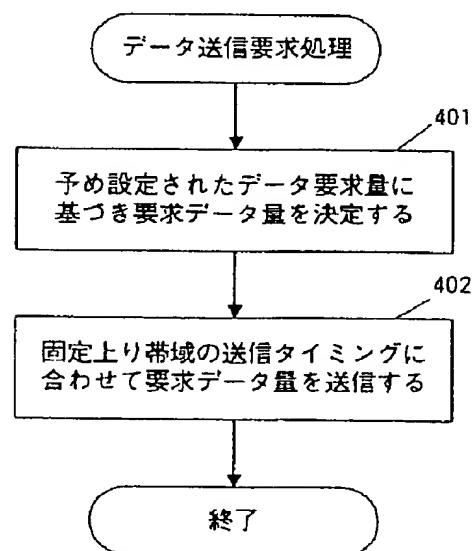 データ送信要求処理
401
予め設定されたデータ要求量に
基づき要求データ量を決定する
402
固定上り帯域の送信タイミングに
合わせて要求データ量を送信する
終了